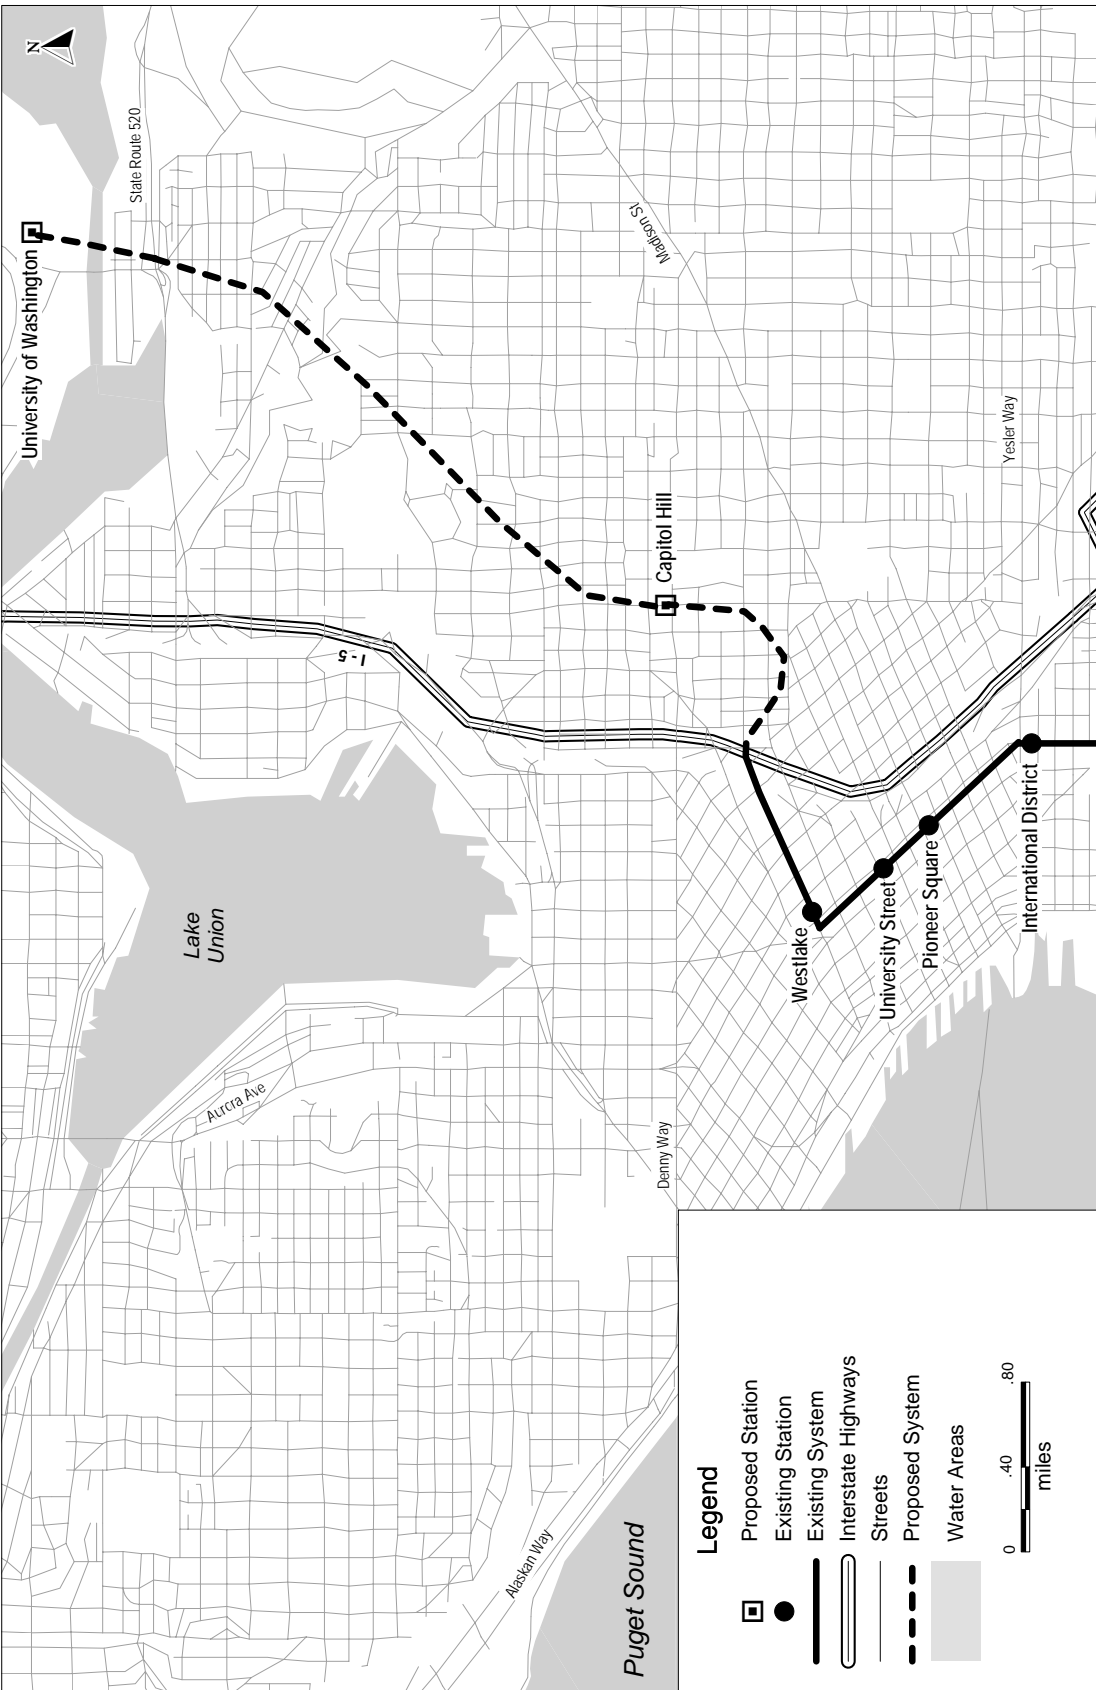 N
State Route 520
University of Washington
Madison St
Yesler Way
Capitol Hill
I - 5
Lake
Union
Westlake
University Street
Pioneer Square
International District
Aurcra Ave
Denny Way
Alaskan Way
Puget Sound
Legend
Proposed Station
Existing Station
Existing System
Interstate Highways
Streets
Proposed System
Water Areas
0 .40 .80
miles